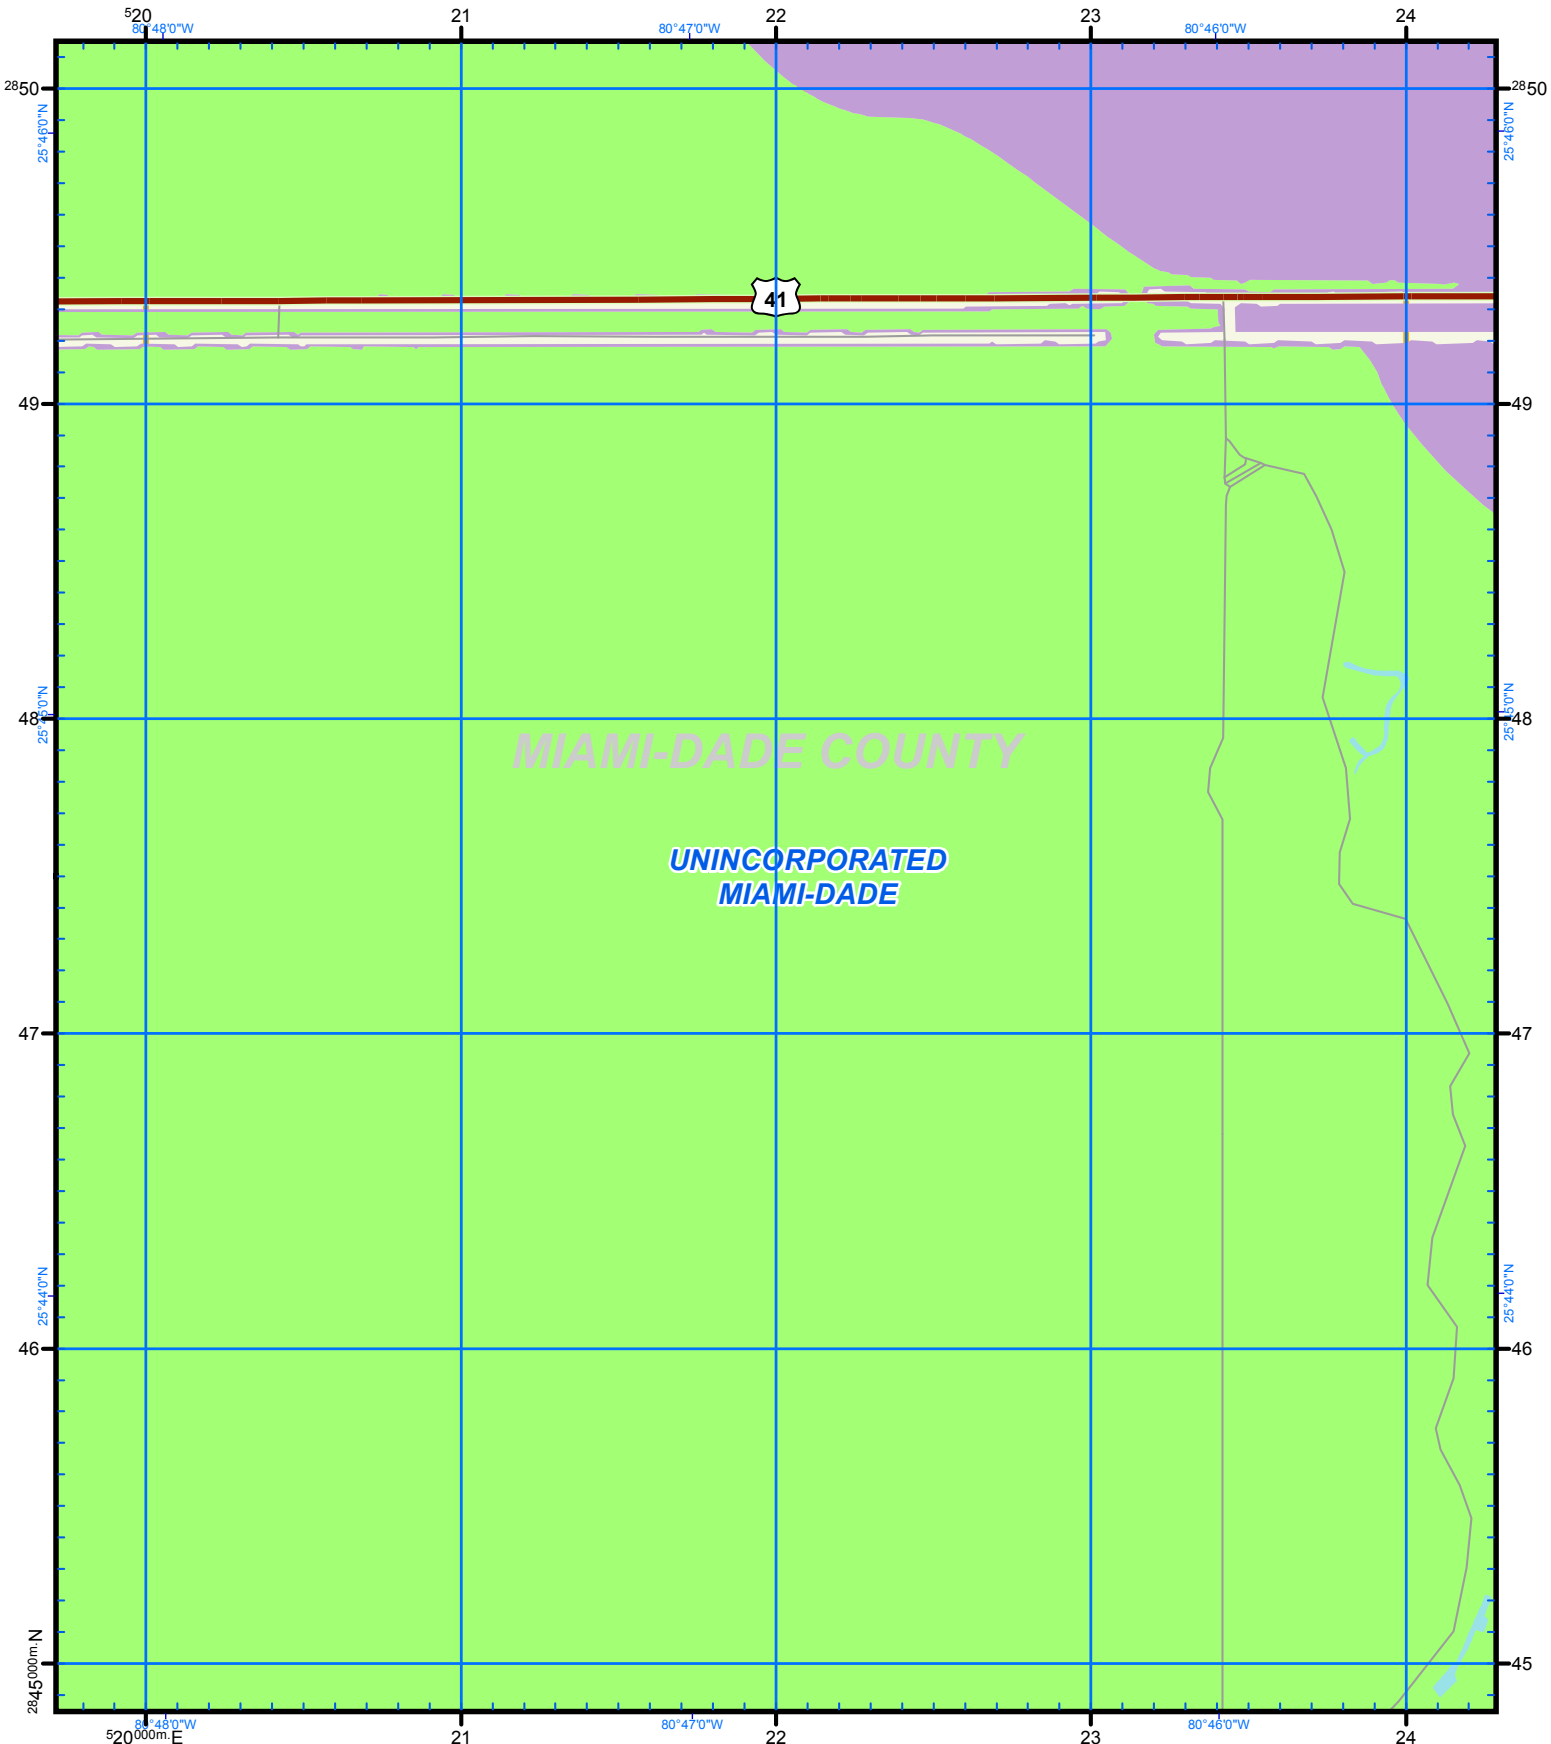 520 21 22 23 24
80°48'0"W 80°47'0"W 80°46'0"W
2850 2850
25°46'0"N 25°46'0"N
41
49 49
25°45'0"N 25°45'0"N
48 48
MIAMI-DADE COUNTY
UNINCORPORATED
MIAMI-DADE
47 47
25°44'0"N 25°44'0"N
46 46
2845000m.N 45
80°48'0"W 80°47'0"W 80°46'0"W
520000m.E 21 22 23 24